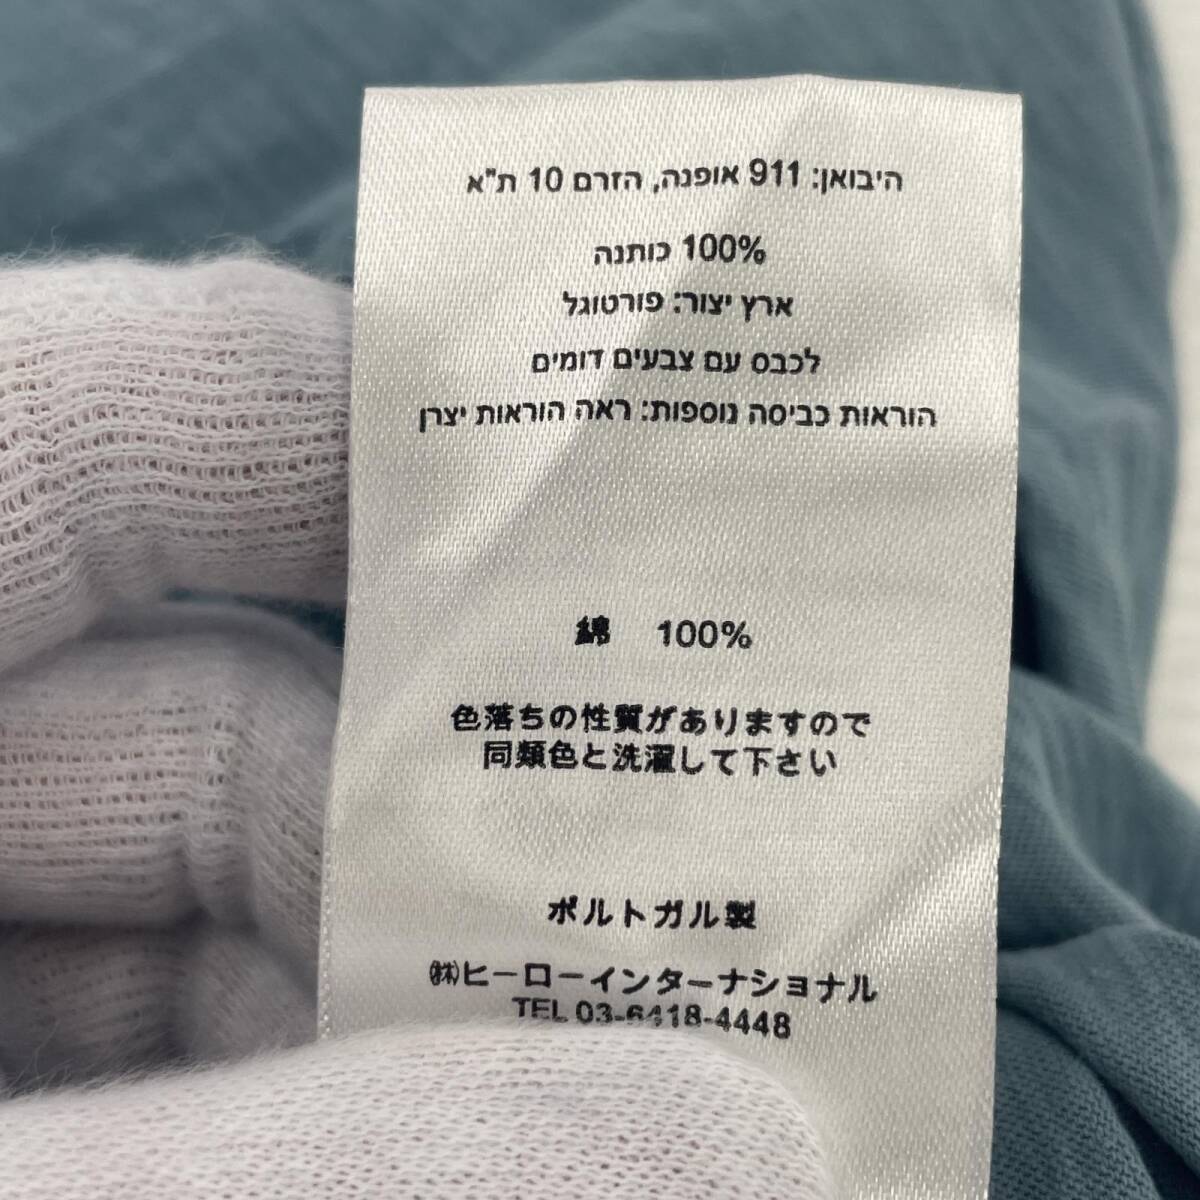 היבואן: 911 אופנה, הזרם 10 ת"א
100% כותנה
ארץ יצור: פורטוגל
לכבס עם צבעים דומים
הוראות כביסה נוספות: ראה הוראות יצרן
綿 100%
色落ちの性質がありますので
同類色と洗濯して下さい
ポルトガル製
㈱ヒーローインターナショナル
TEL 03-6418-4448